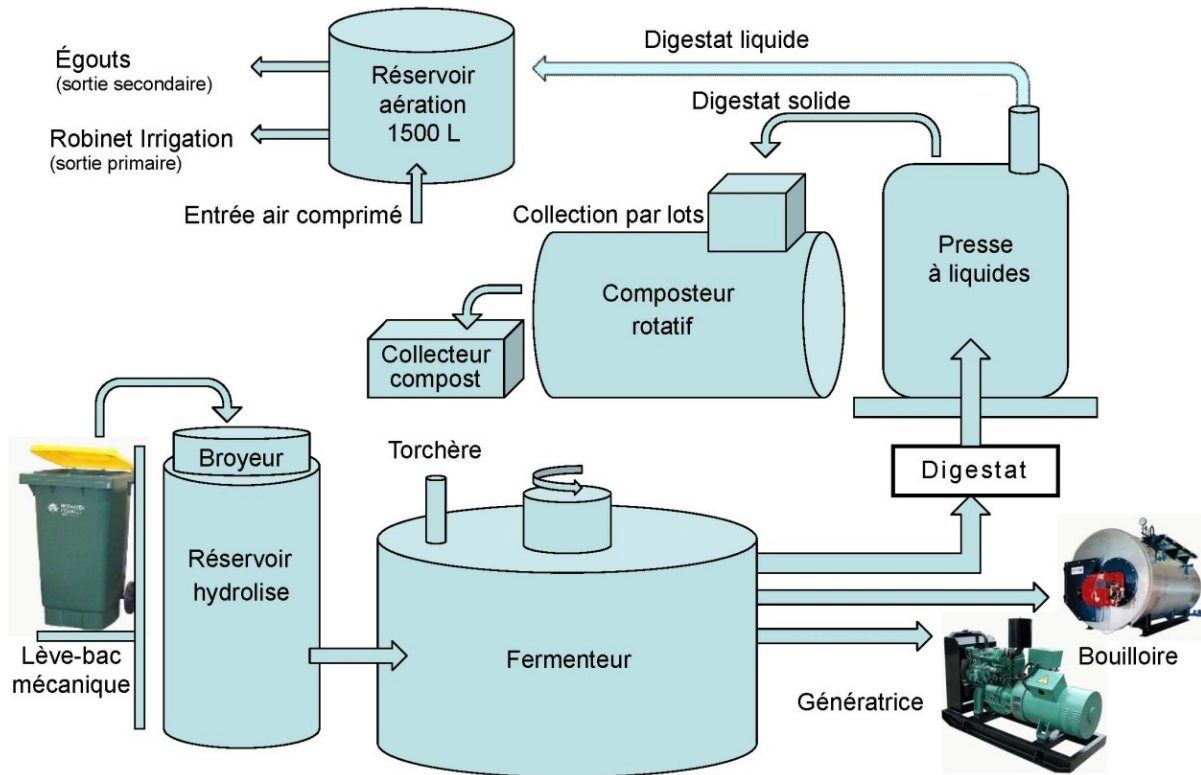 Égouts
(sortie secondaire)
Robinet Irrigation
(sortie primaire)
Réservoir
aération
1500 L
Entrée air comprimé
Digestat liquide
Digestat solide
Collection par lots
Composteur
rotatif
Presse
à liquides
Collecteur
compost
Digestat
Broyeur
Réservoir
hydrolise
Lève-bac
mécanique
Torchère
Fermenteur
Génératrice
Bouilloire